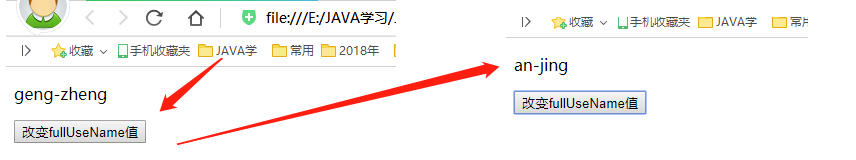 file:///E:/JAVA学习/.
收藏 手机收藏夹 JAVA学 常用 2018年
geng-zheng
改变fullUseName值
收藏 手机收藏夹 JAVA学
an-jing
改变fullUseName值